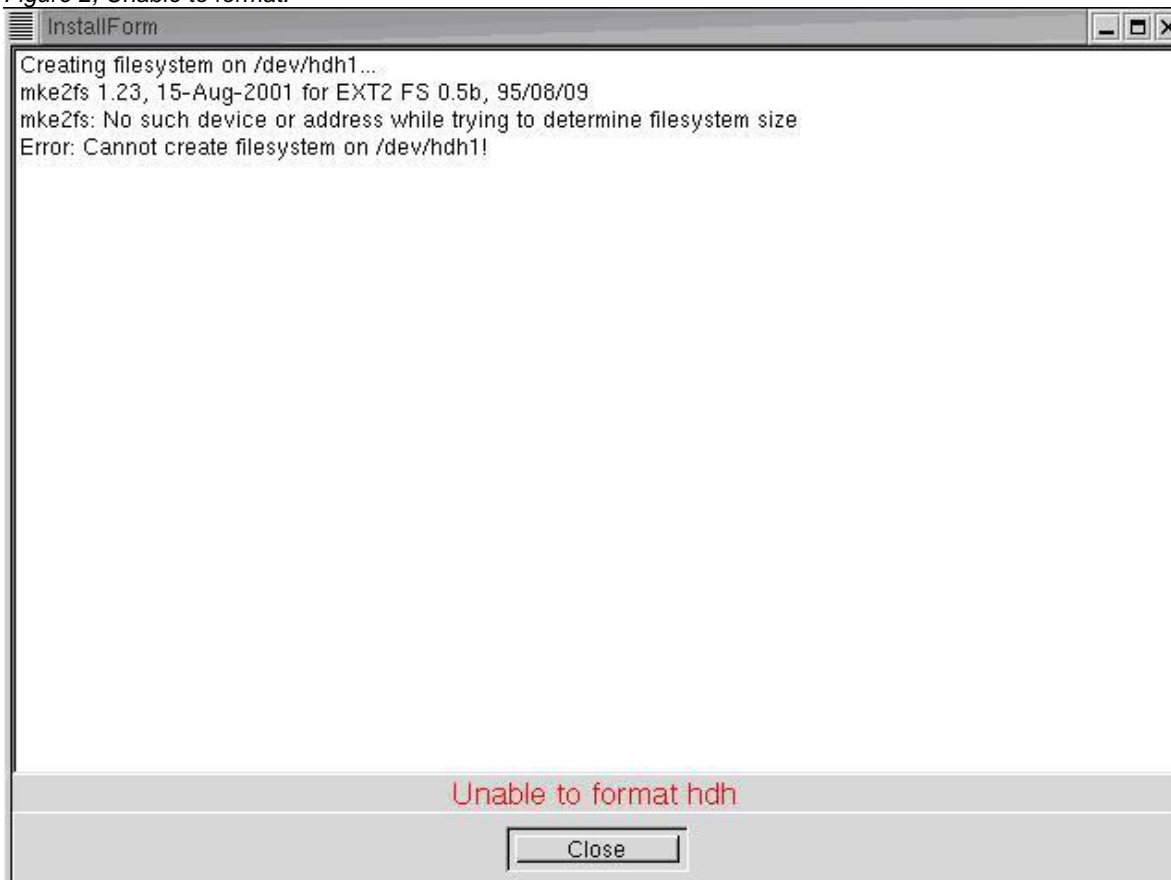 Figure 2, Unable to format.
InstallForm
Creating filesystem on /dev/hdh1...
mke2fs 1.23, 15-Aug-2001 for EXT2 FS 0.5b, 95/08/09
mke2fs: No such device or address while trying to determine filesystem size
Error: Cannot create filesystem on /dev/hdh1!
Unable to format hdh
Close